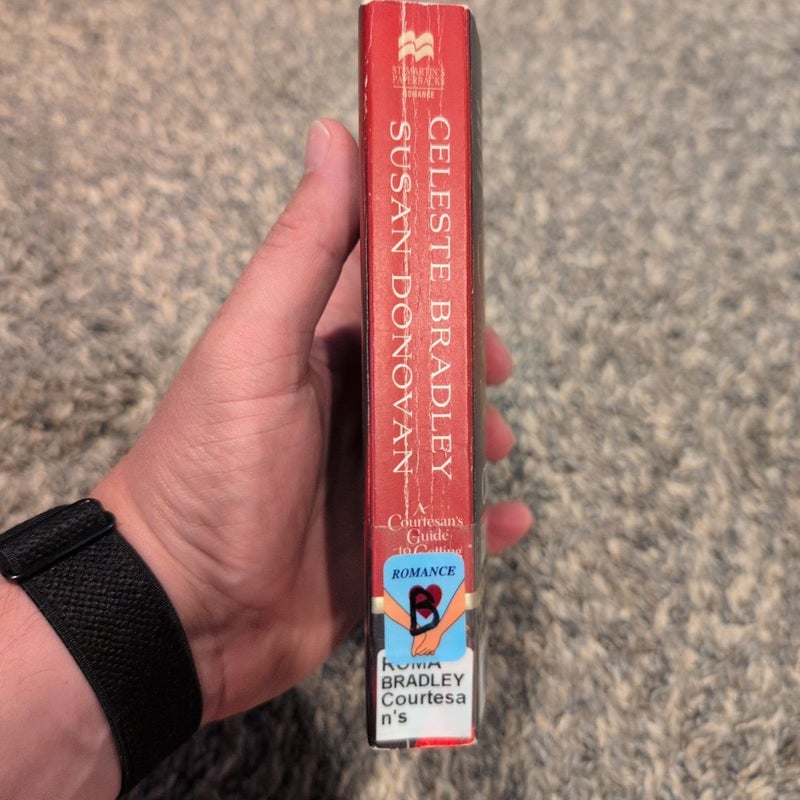 ST. MARTIN'S
PAPERBACKS
ROMANCE
CELESTE BRADLEY
SUSAN DONOVAN
A
Courtesan's
Guide
to Getting
ROMANCE
B
ROMA
BRADLEY
Courtesa
n's